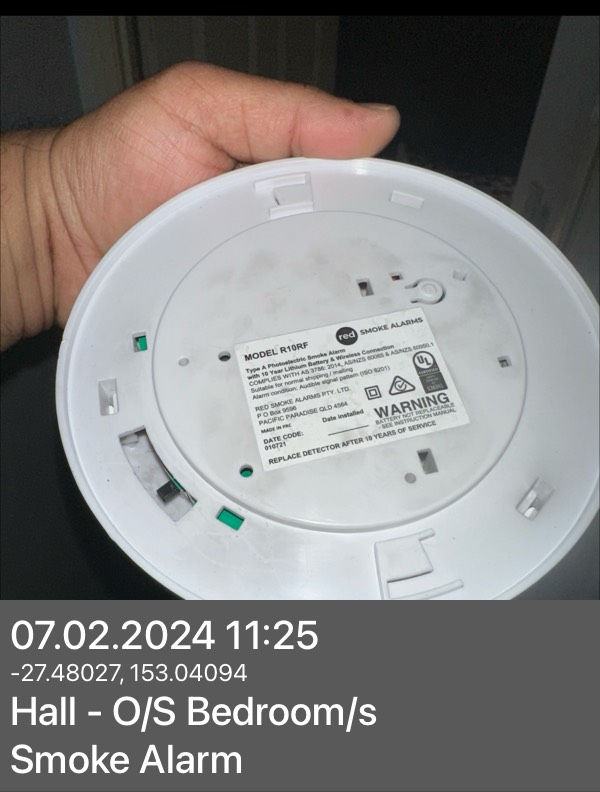 MODEL R10RF
red SMOKE ALARMS
Type A Photoelectric Smoke Alarm
with 10 Year Lithium Battery & Wireless Connection
COMPLIES WITH AS 3786: 2014, AS/NZS 60065 & AS/NZS 60950.1
Suitable for normal shipping / mailing
Alarm condition: Audible signal pattern (ISO 8201)
RED SMOKE ALARMS PTY. LTD.
P O Box 9596
PACIFIC PARADISE QLD 4564
MADE IN PRC
DATE CODE:
010721
Date installed
UL
WARNING
BATTERY NOT REPLACEABLE
- SEE INSTRUCTION MANUAL
REPLACE DETECTOR AFTER 10 YEARS OF SERVICE
07.02.2024 11:25
-27.48027, 153.04094
Hall - O/S Bedroom/s
Smoke Alarm